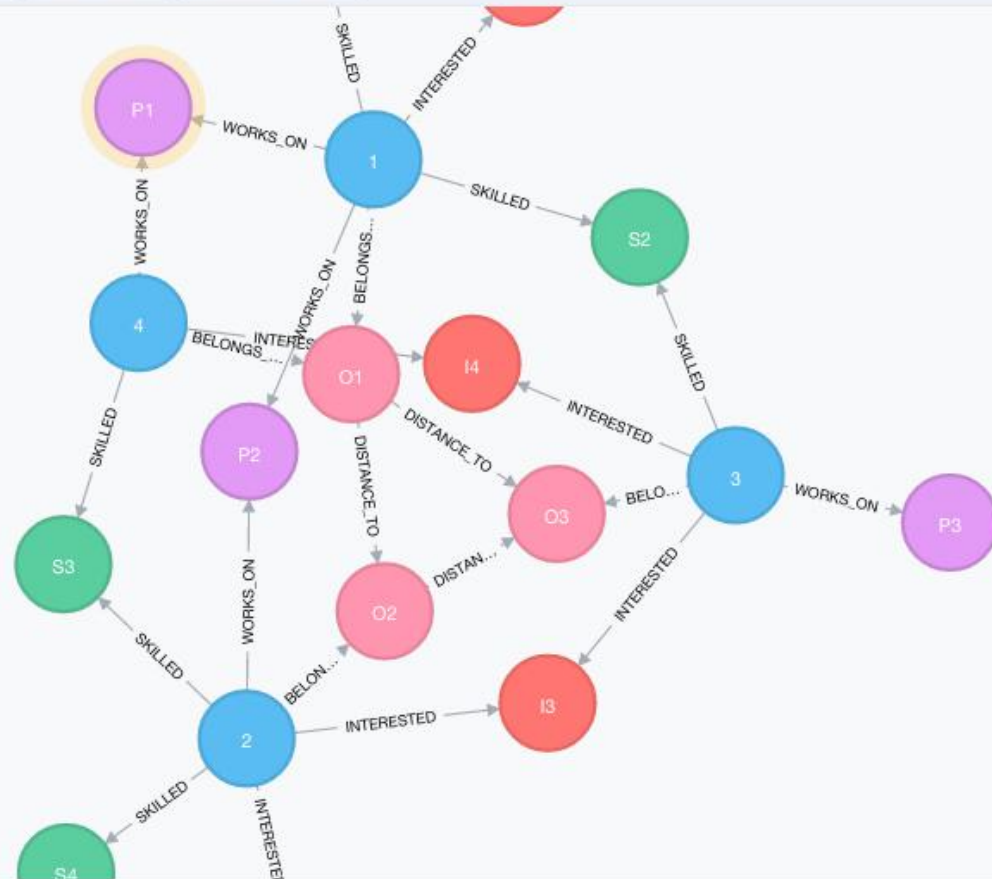 SKILLED
INTERESTED
P1
WORKS_ON
1
SKILLED
S2
WORKS_ON
WORKS_ON
BELONGS...
4
INTERES
BELONGS_...
O1
I4
SKILLED
DISTANCE_TO
INTERESTED
SKILLED
P2
DISTANCE_TO
3
WORKS_ON
BELO...
O3
P3
S3
WORKS_ON
DISTAN...
O2
INTERESTED
SKILLED
BELON...
I3
2
INTERESTED
SKILLED
INTERESTE
S4